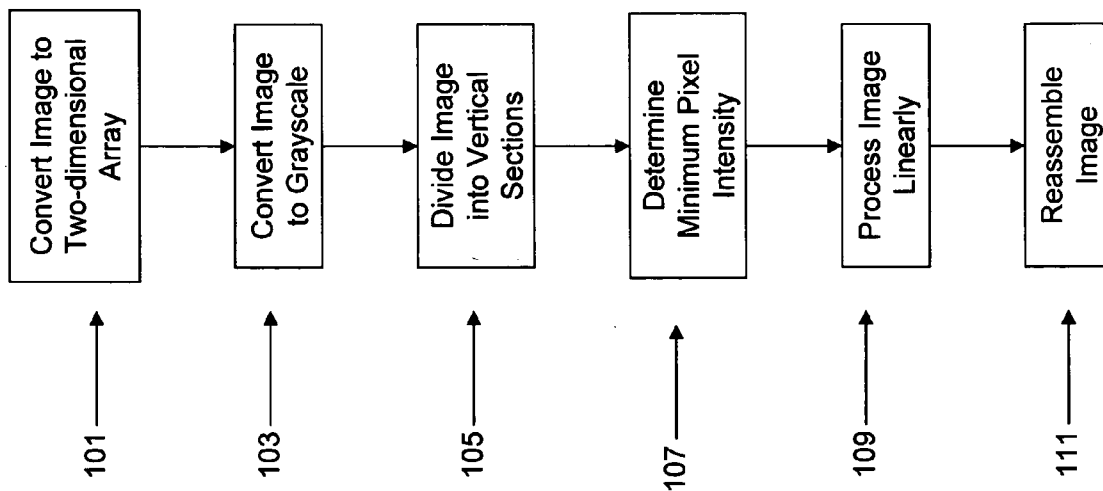 101
Convert Image to
Two-dimensional
Array
103
Convert Image
to Grayscale
105
Divide Image
into Vertical
Sections
107
Determine
Minimum Pixel
Intensity
109
Process Image
Linearly
111
Reassemble
Image